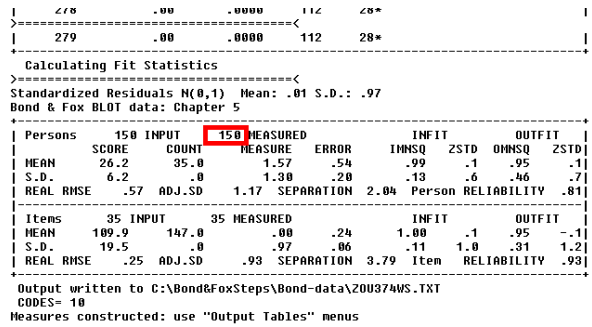 | 278 .00 .0000 112 28* |
>=====================================<
| 279 .00 .0000 112 28* |
+----------------------------------------------------------------------------+
Calculating Fit Statistics
>=====================================<
Standardized Residuals N(0,1) Mean: .01 S.D.: .97
Bond & Fox BLOT data: Chapter 5
+----------------------------------------------------------------------------+
| Persons 150 INPUT 150 MEASURED INFIT OUTFIT |
SCORE COUNT MEASURE ERROR IMNSQ ZSTD OMNSQ ZSTD|
| MEAN 26.2 35.0 1.57 .54 .99 .1 .95 .1|
| S.D. 6.2 .0 1.30 .20 .13 .6 .46 .7|
| REAL RMSE .57 ADJ.SD 1.17 SEPARATION 2.04 Person RELIABILITY .81|
|----------------------------------------------------------------------------|
| Items 35 INPUT 35 MEASURED INFIT OUTFIT |
| MEAN 109.9 147.0 .00 .24 1.00 .1 .95 -.1|
| S.D. 19.5 .0 .97 .06 .11 1.0 .31 1.2|
| REAL RMSE .25 ADJ.SD .93 SEPARATION 3.79 Item RELIABILITY .93|
+----------------------------------------------------------------------------+
Output written to C:\Bond&FoxSteps\Bond-data\ZOU374WS.TXT
CODES= 10
Measures constructed: use "Output Tables" menus